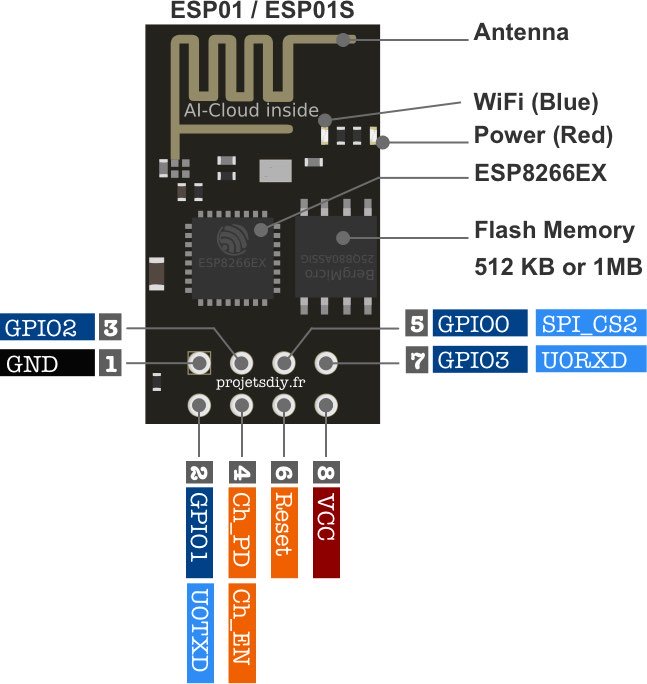 ESP01 / ESP01S
Antenna
AI-Cloud inside
WiFi (Blue)
Power (Red)
ESP8266EX
ESP8266EX
Flash Memory
512 KB or 1MB
BergMicro
25Q80ASSIG
GPIO2 3
GND 1
5 GPIO0 SPI_CS2
7 GPIO3 U0RXD
projetsdiy.fr
2 GPIO1 U0TXD
4 Ch_PD Ch_EN
6 Reset
8 VCC